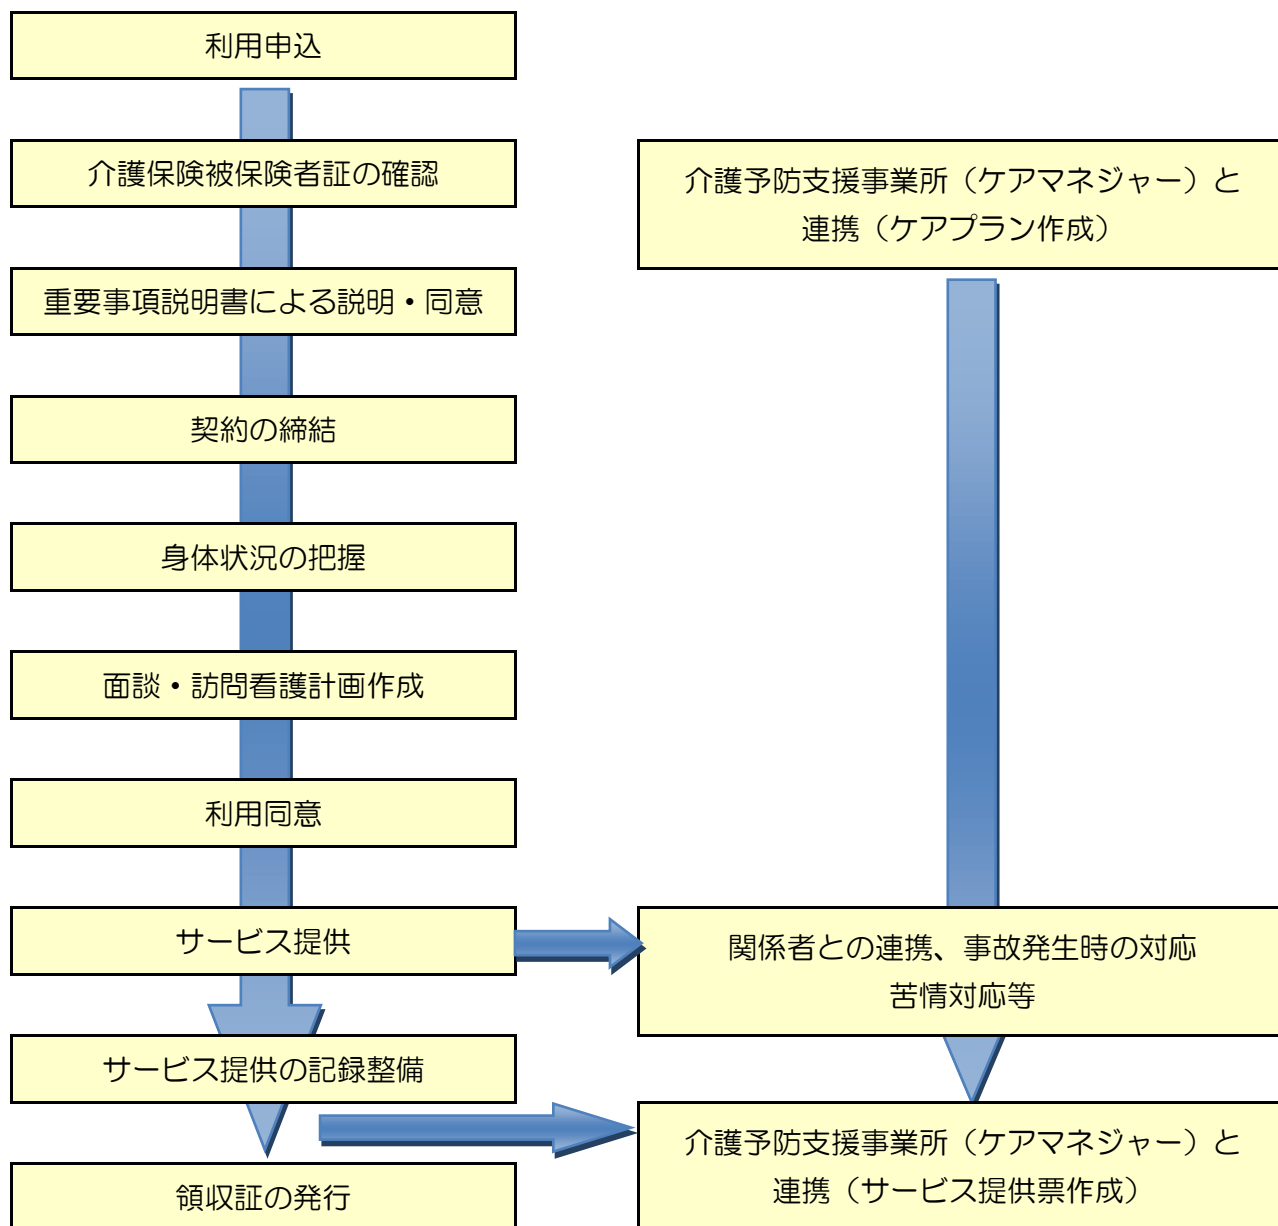 利用申込
介護保険被保険者証の確認
重要事項説明書による説明・同意
契約の締結
身体状況の把握
面談・訪問看護計画作成
利用同意
サービス提供
サービス提供の記録整備
領収証の発行
介護予防支援事業所（ケアマネジャー）と
連携（ケアプラン作成）
関係者との連携、事故発生時の対応
苦情対応等
介護予防支援事業所（ケアマネジャー）と
連携（サービス提供票作成）